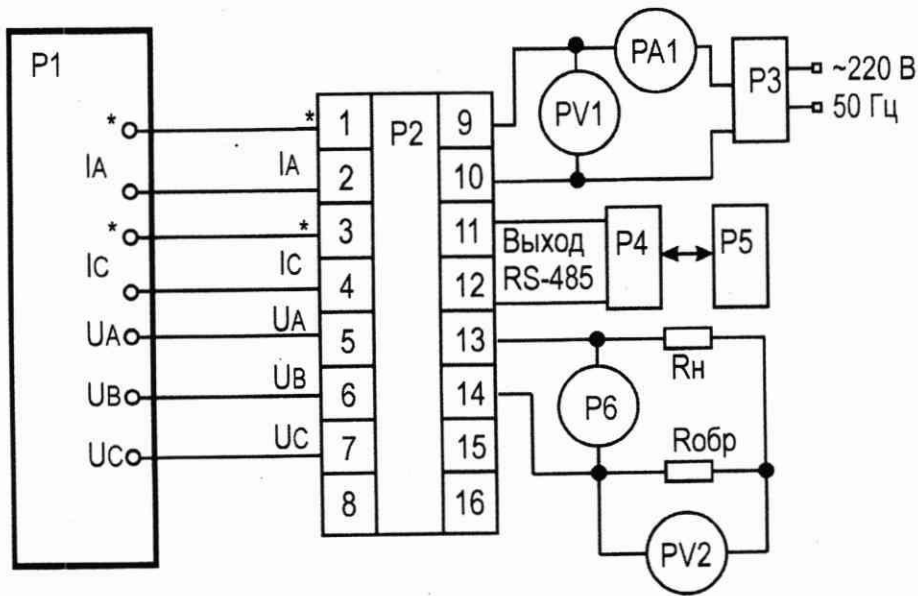 P1
*
IA
*
IC
UA
UB
UC
*
IA
*
IC
UA
UB
UC
1
2
3
4
5
6
7
8
P2
9
10
11
12
13
14
15
16
PV1
PA1
P3
~220 В
50 Гц
Выход
RS-485
P4
P5
P6
Rн
Rобр
PV2